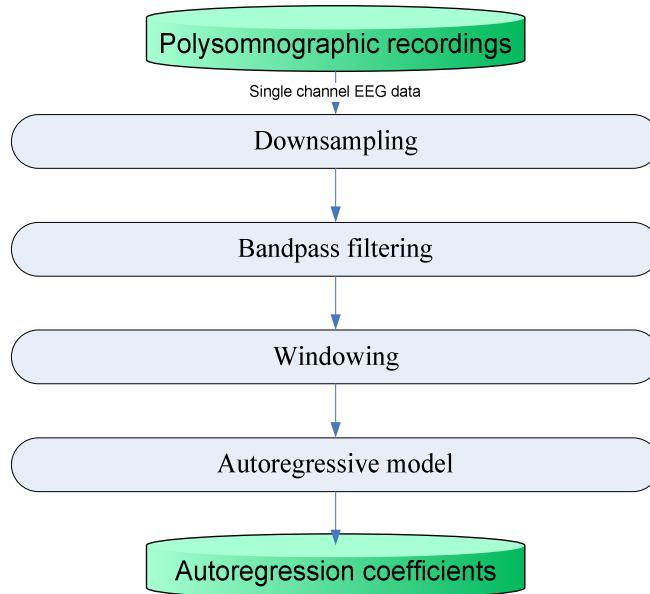 Polysomnographic recordings
Single channel EEG data
Downsampling
Bandpass filtering
Windowing
Autoregressive model
Autoregression coefficients